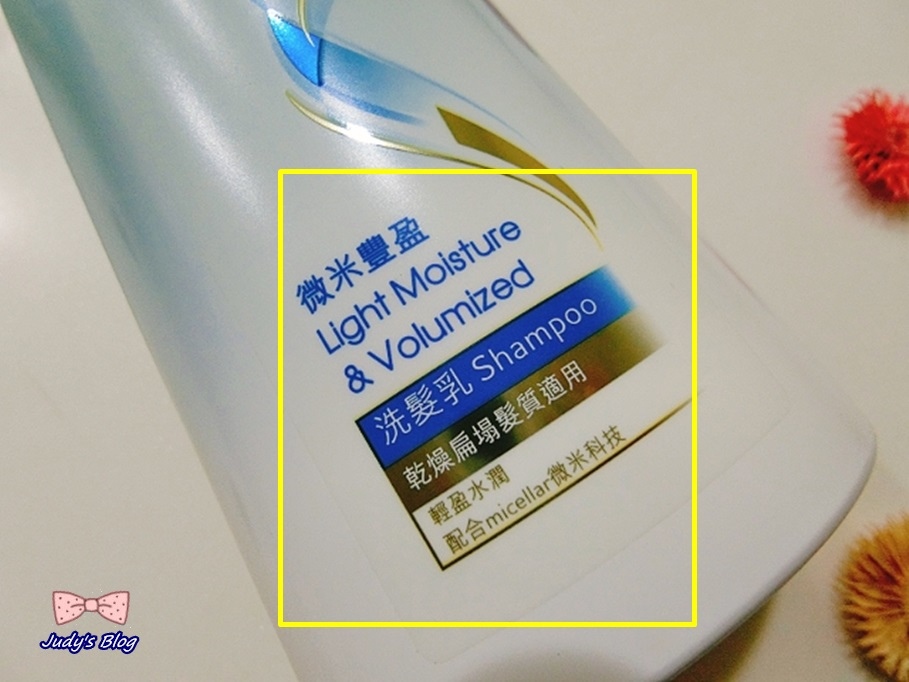 微米豐盈
Light Moisture
& Volumized
洗髮乳 Shampoo
乾燥扁塌髮質適用
輕盈水潤
配合micellar微米科技
Judy's Blog